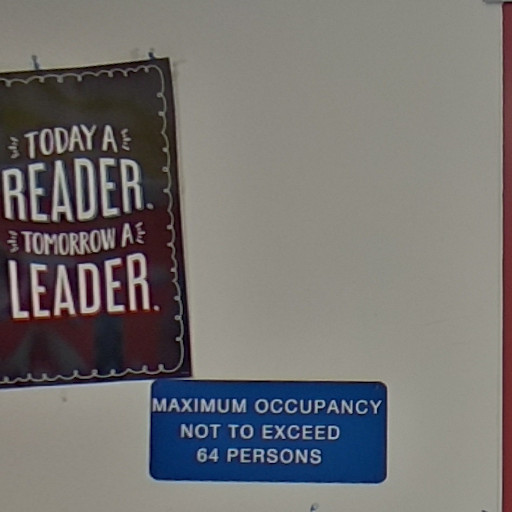 TODAY A
READER.
TOMORROW A
LEADER.
MAXIMUM OCCUPANCY
NOT TO EXCEED
64 PERSONS